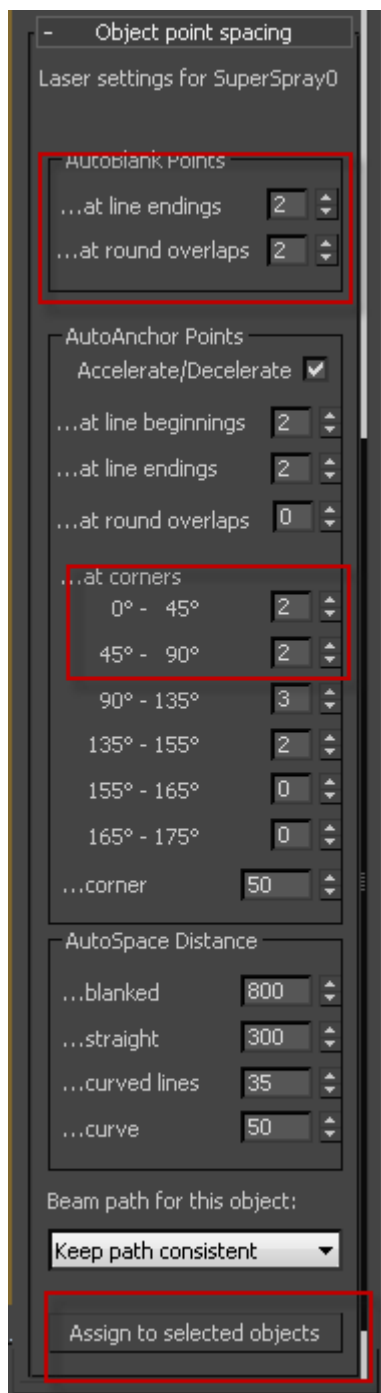 - Object point spacing
Laser settings for SuperSpray0
AutoBlank Points
...at line endings 2
...at round overlaps 2
AutoAnchor Points
Accelerate/Decelerate
...at line beginnings 2
...at line endings 2
...at round overlaps 0
...at corners
0° - 45° 2
45° - 90° 2
90° - 135° 3
135° - 155° 2
155° - 165° 0
165° - 175° 0
...corner 50
AutoSpace Distance
...blanked 800
...straight 300
...curved lines 35
...curve 50
Beam path for this object:
Keep path consistent
Assign to selected objects